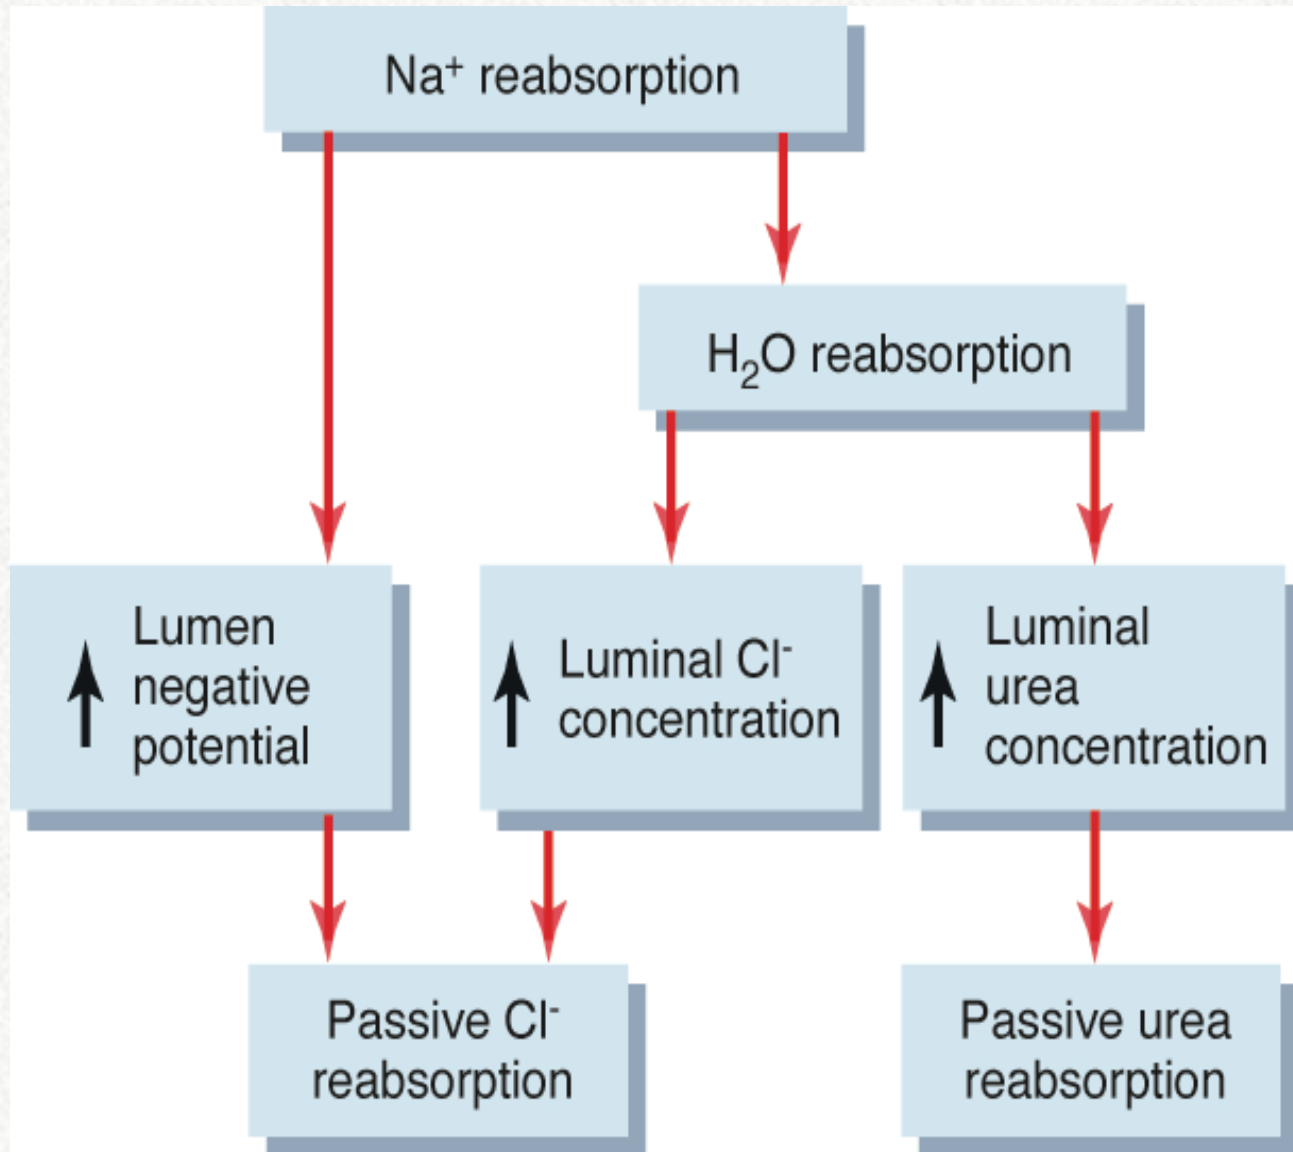 Na⁺ reabsorption
H₂O reabsorption
Lumen
negative
potential
Luminal Cl⁻
concentration
Luminal
urea
concentration
Passive Cl⁻
reabsorption
Passive urea
reabsorption